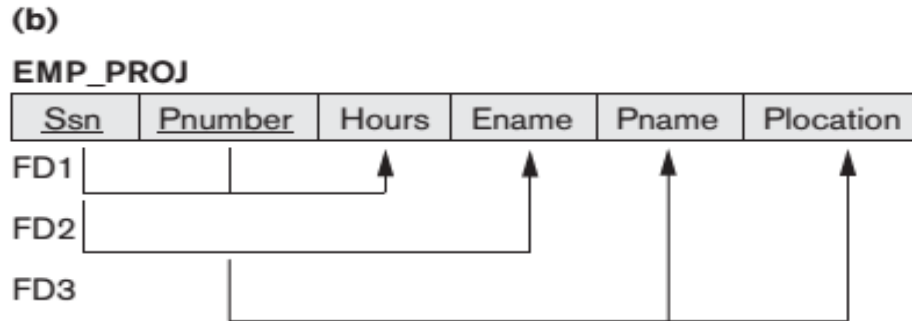 (b)
EMP_PROJ
Ssn Pnumber Hours Ename Pname Plocation
FD1
FD2
FD3